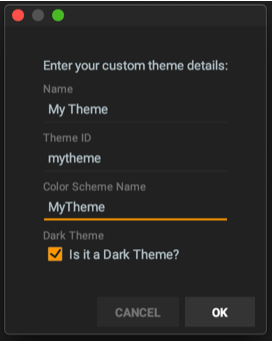 Enter your custom theme details:
Name
My Theme
Theme ID
mytheme
Color Scheme Name
MyTheme
Dark Theme
Is it a Dark Theme?
CANCEL OK